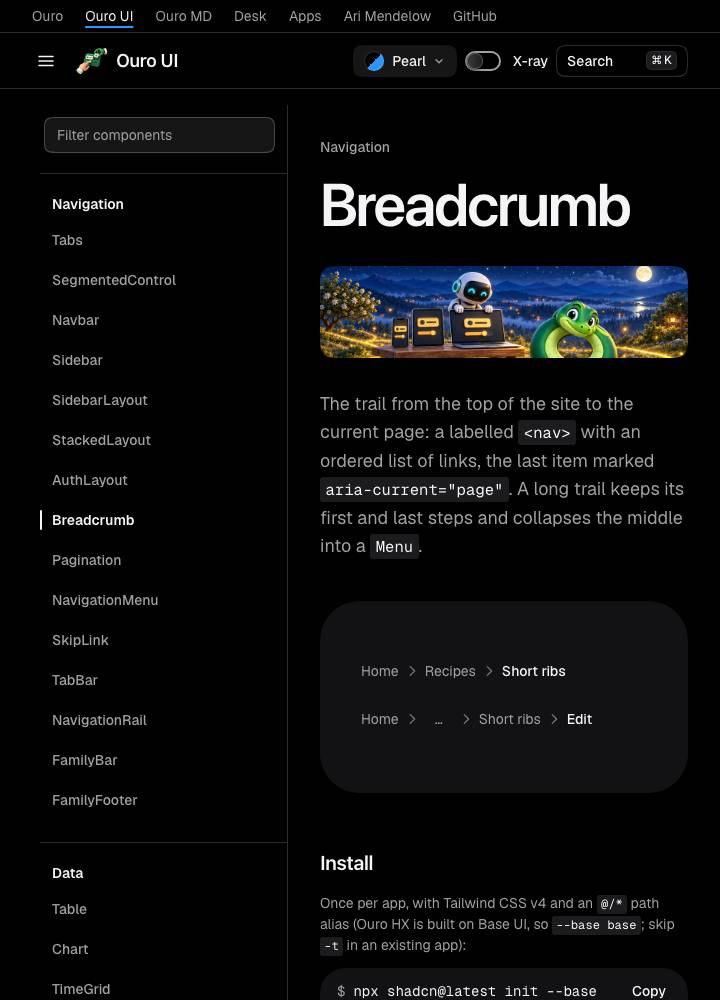 Ouro Ouro UI Ouro MD Desk Apps Ari Mendelow GitHub
Ouro UI
Pearl
X-ray
Search ⌘K
Filter components
Navigation
Tabs
SegmentedControl
Navbar
Sidebar
SidebarLayout
StackedLayout
AuthLayout
Breadcrumb
Pagination
NavigationMenu
SkipLink
TabBar
NavigationRail
FamilyBar
FamilyFooter
Data
Table
Chart
TimeGrid
Navigation
Breadcrumb
The trail from the top of the site to the
current page: a labelled <nav> with an
ordered list of links, the last item marked
aria-current="page". A long trail keeps its
first and last steps and collapses the middle
into a Menu.
Home > Recipes > Short ribs
Home > … > Short ribs > Edit
Install
Once per app, with Tailwind CSS v4 and an @/* path
alias (Ouro HX is built on Base UI, so --base base; skip
-t in an existing app):
$ npx shadcn@latest init --base Copy